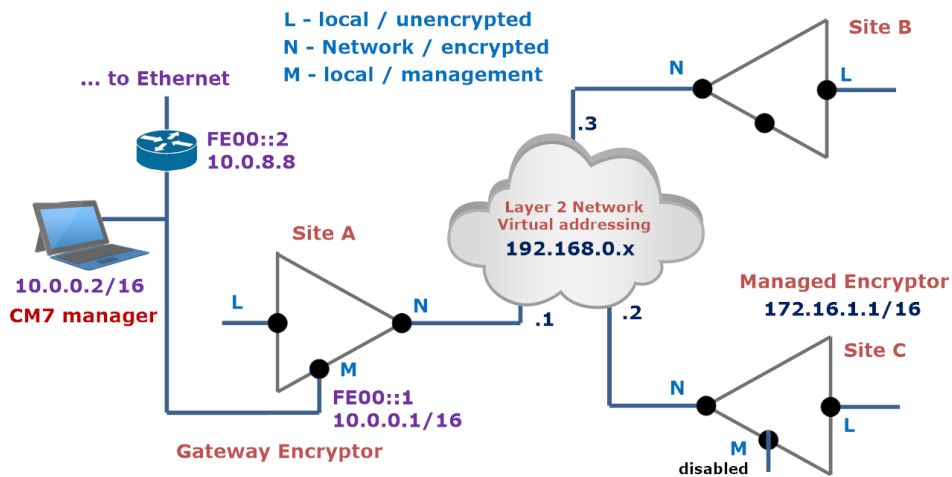 L - local / unencrypted
N - Network / encrypted
M - local / management
... to Ethernet
FE00::2
10.0.8.8
10.0.0.2/16
CM7 manager
Site A
L
N
M
FE00::1
10.0.0.1/16
Gateway Encryptor
Layer 2 Network
Virtual addressing
192.168.0.x
.1
.2
.3
Site B
N
L
Managed Encryptor
172.16.1.1/16
Site C
N
L
M
disabled